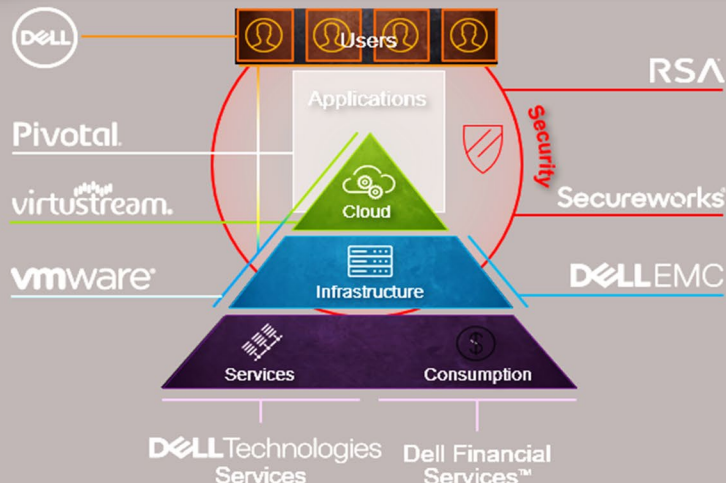 DELL
Users
Applications
RSA
Pivotal.
Security
virtustream.
Cloud
Secureworks
vmware®
Infrastructure
DELLEMC
Services
Consumption
$
DELLTechnologies
Services
Dell Financial
Services™